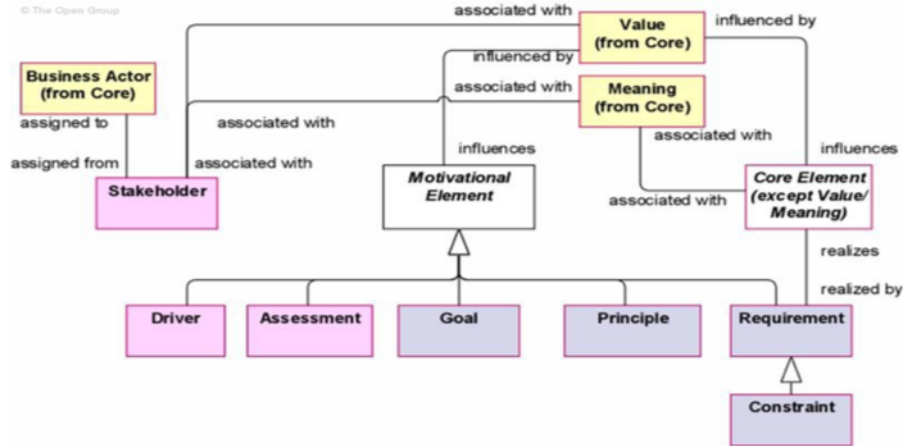 © The Open Group
associated with
Value
(from Core)
influenced by
influenced by
Business Actor
(from Core)
associated with
Meaning
(from Core)
assigned to
associated with
associated with
assigned from
associated with
influences
influences
Stakeholder
Motivational
Element
associated with
Core Element
(except Value/
Meaning)
realizes
realized by
Driver
Assessment
Goal
Principle
Requirement
Constraint